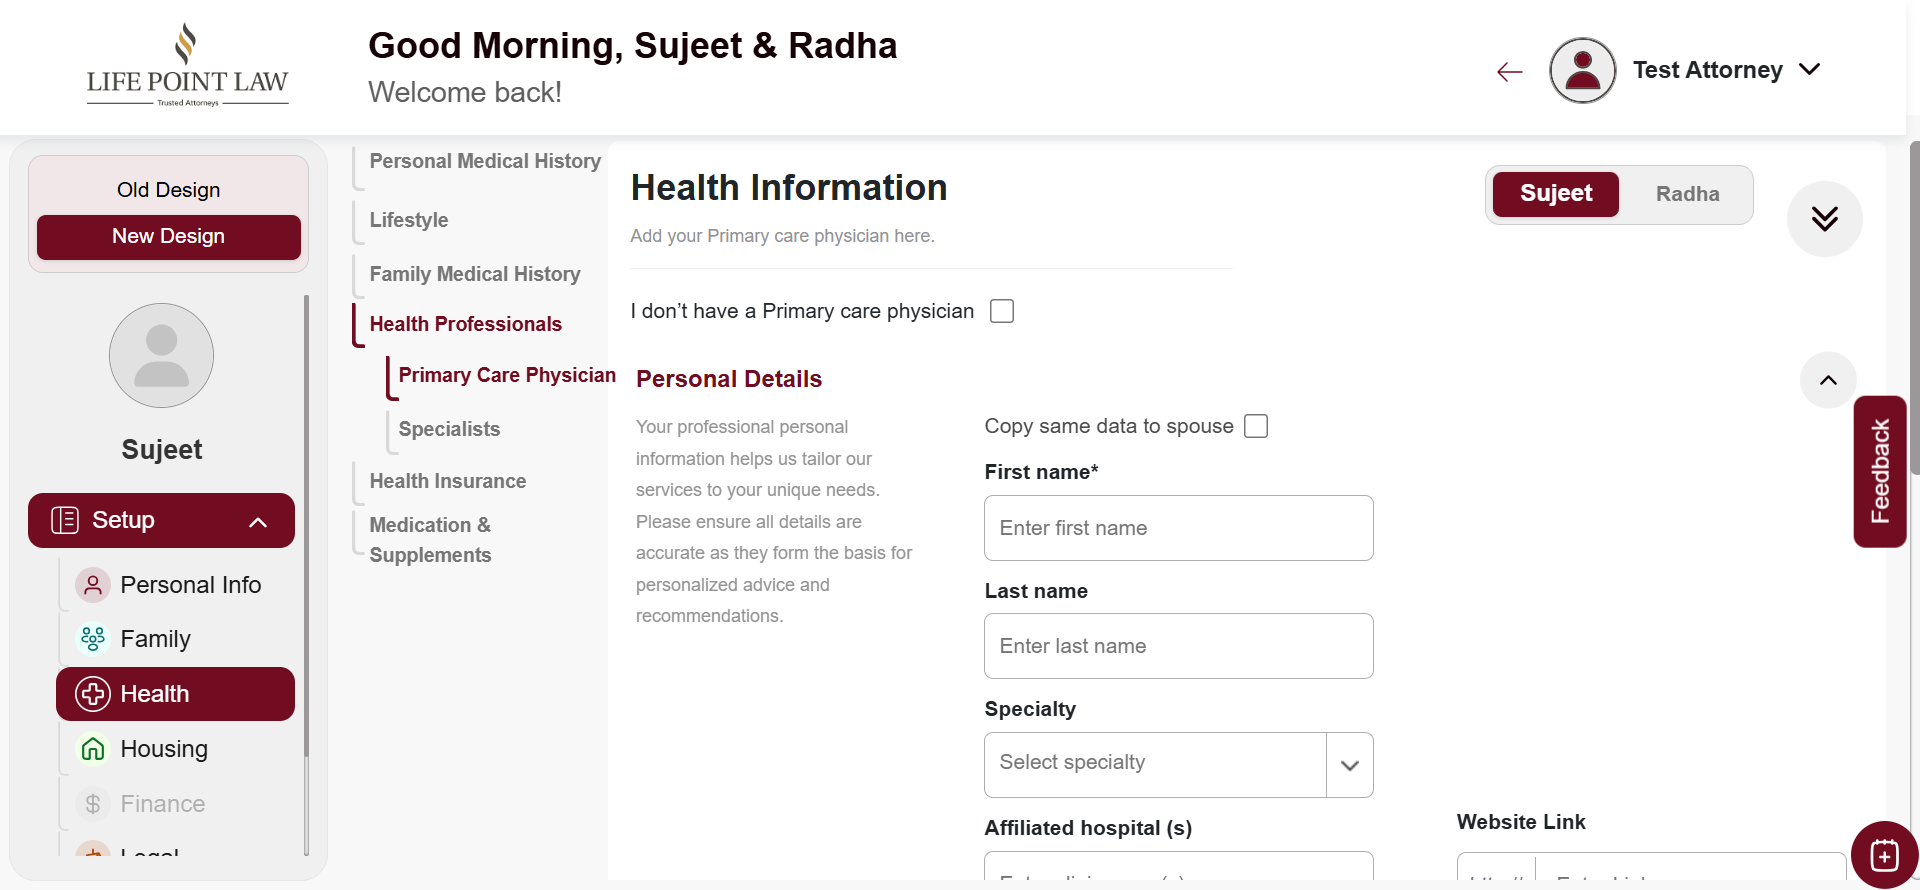 LIFE POINT LAW
Trusted Attorneys
Good Morning, Sujeet & Radha
Welcome back!
Test Attorney
Old Design
New Design
Sujeet
Setup
Personal Info
Family
Health
Housing
Finance
Legal
Personal Medical History
Lifestyle
Family Medical History
Health Professionals
Primary Care Physician
Specialists
Health Insurance
Medication &
Supplements
Health Information
Add your Primary care physician here.
Sujeet
Radha
I don’t have a Primary care physician
Personal Details
Your professional personal
information helps us tailor our
services to your unique needs.
Please ensure all details are
accurate as they form the basis for
personalized advice and
recommendations.
Copy same data to spouse
First name*
Enter first name
Last name
Enter last name
Specialty
Select specialty
Affiliated hospital (s)
Website Link
Feedback